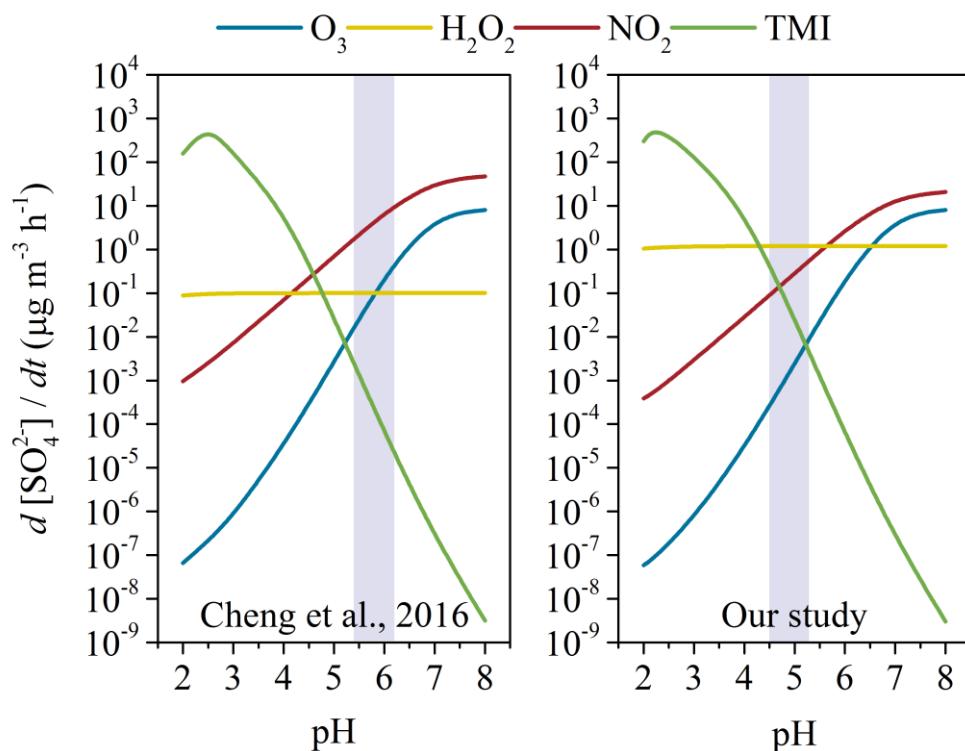 O₃ H₂O₂ NO₂ TMI
d [SO₄²⁻] / dt (μg m⁻³ h⁻¹)
10⁴ 10⁴
10³ 10³
10² 10²
10¹ 10¹
10⁰ 10⁰
10⁻¹ 10⁻¹
10⁻² 10⁻²
10⁻³ 10⁻³
10⁻⁴ 10⁻⁴
10⁻⁵ 10⁻⁵
10⁻⁶ 10⁻⁶
10⁻⁷ 10⁻⁷
10⁻⁸ 10⁻⁸
Cheng et al., 2016 Our study
10⁻⁹ 10⁻⁹
2 3 4 5 6 7 8 2 3 4 5 6 7 8
pH pH